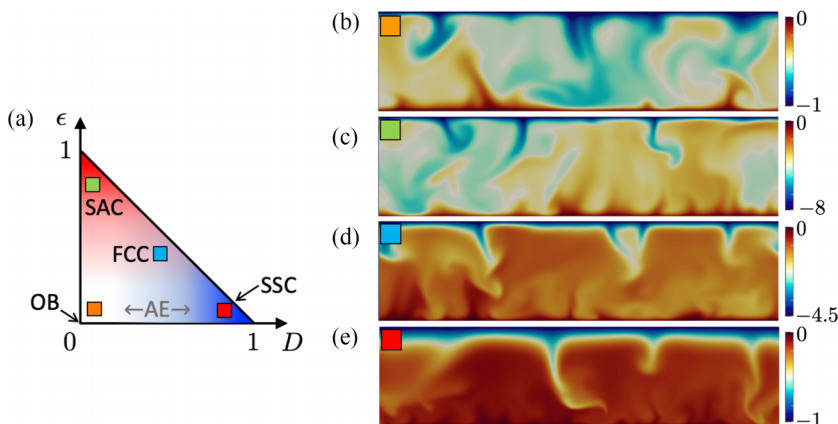 (a)
ϵ
1
SAC
FCC
SSC
OB
←AE→
0
1
D
(b)
0
−1
(c)
0
−8
(d)
0
−4.5
(e)
0
−1